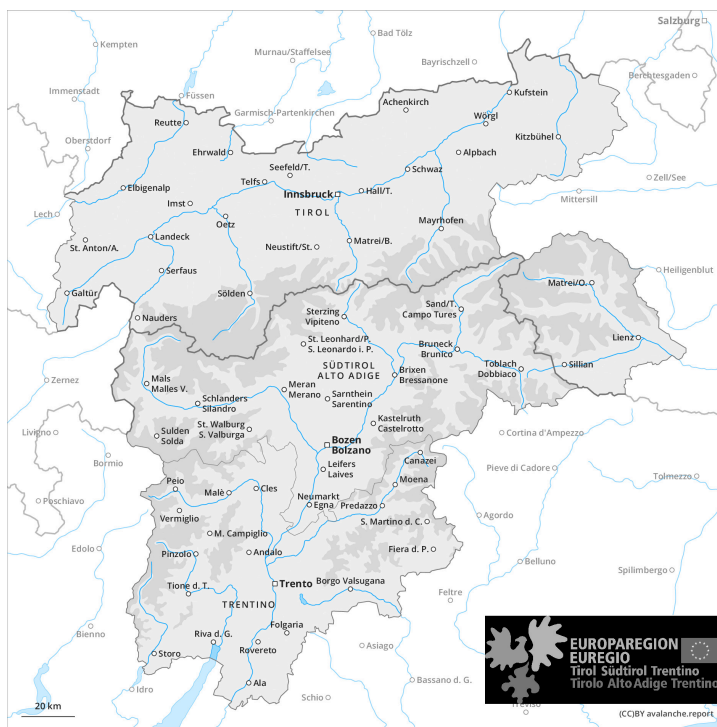 Salzburg
Kempten
Bad Tölz
Murnau/Staffelsee
Bayrischzell
Berchtesgaden
Immenstadt
Füssen
Kufstein
Achenkirch
Garmisch-Partenkirchen
Wörgl
Reutte
Oberstdorf
Kitzbühel
Ehrwald
Alpbach
Seefeld/T.
Schwaz
Zell/See
Telfs
Elbigenalp
Innsbruck
Hall/T.
Mittersill
Imst
TIROL
Lech
Oetz
Mayrhofen
Landeck
St. Anton/A.
Neustift/St.
Matrei/B.
Serfaus
Heiligenblut
Matrei/O.
Galtür
Sölden
Nauders
Sand/T.
Campo Tures
Sterzing
Vipiteno
Lienz
St. Leonhard/P.
S. Leonardo i. P.
Bruneck
Brunico
SÜDTIROL
ALTO ADIGE
Toblach
Dobbiaco
Sillian
Brixen
Bressanone
Zernez
Mals
Malles V.
Meran
Merano
Schlanders
Silandro
Sarnthein
Sarentino
Kastelruth
Castelrotto
St. Walburg
S. Valburga
Livigno
Sulden
Solda
Cortina d'Ampezzo
Bozen
Bolzano
Canazei
Bormio
Leifers
Laives
Pieve di Cadore
Tolmezzo
Peio
Moena
Malè
Cles
Poschiavo
Neumarkt
Egna
Predazzo
Vermiglio
Agordo
S. Martino d. C.
M. Campiglio
Edolo
Pinzolo
Andalo
Fiera d. P.
Belluno
Spilimbergo
Tione d. T.
Trento
Borgo Valsugana
Feltre
TRENTINO
Bienno
Folgaria
Riva d. G.
Storo
Rovereto
Asiago
EUROPAREGION
EUREGIO
Tirol Südtirol Trentino
Tirolo Alto Adige Trentino
Ala
Idro
Bassano d. G.
Schio
Treviso
20 km
(CC)BY avalanche.report